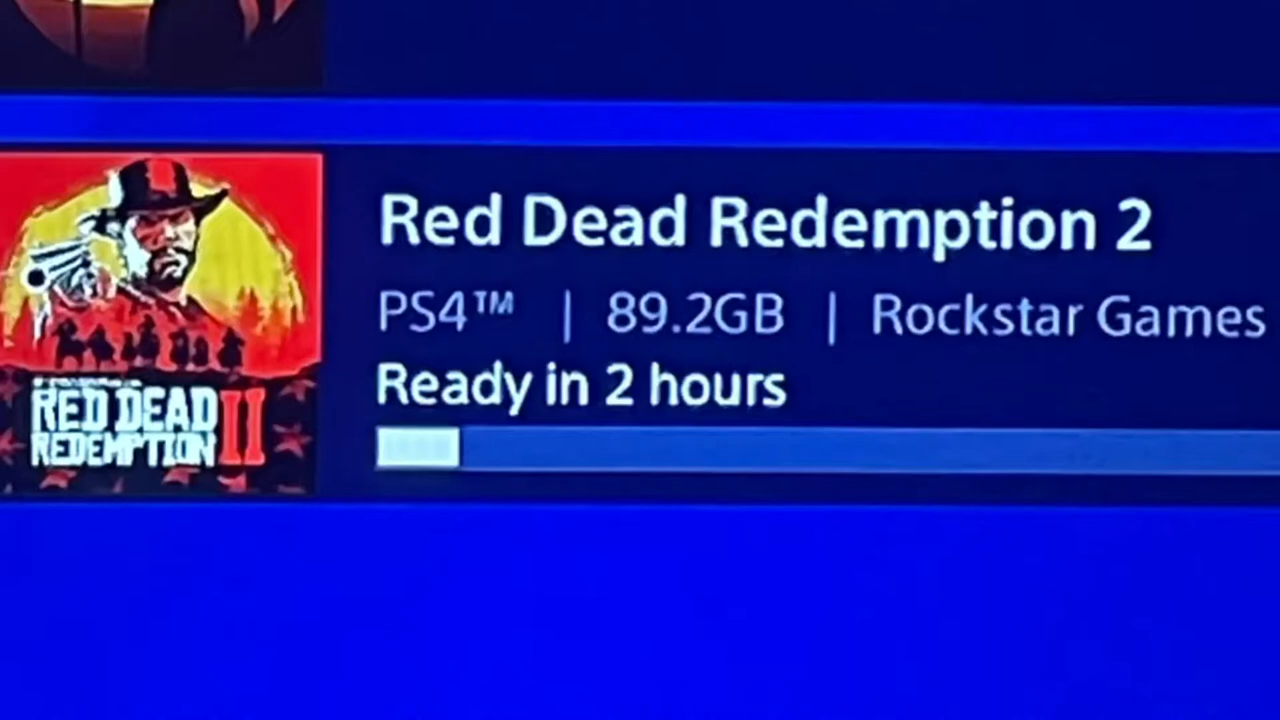 Red Dead Redemption 2
PS4™ | 89.2GB | Rockstar Games
Ready in 2 hours
RED DEAD
REDEMPTION II